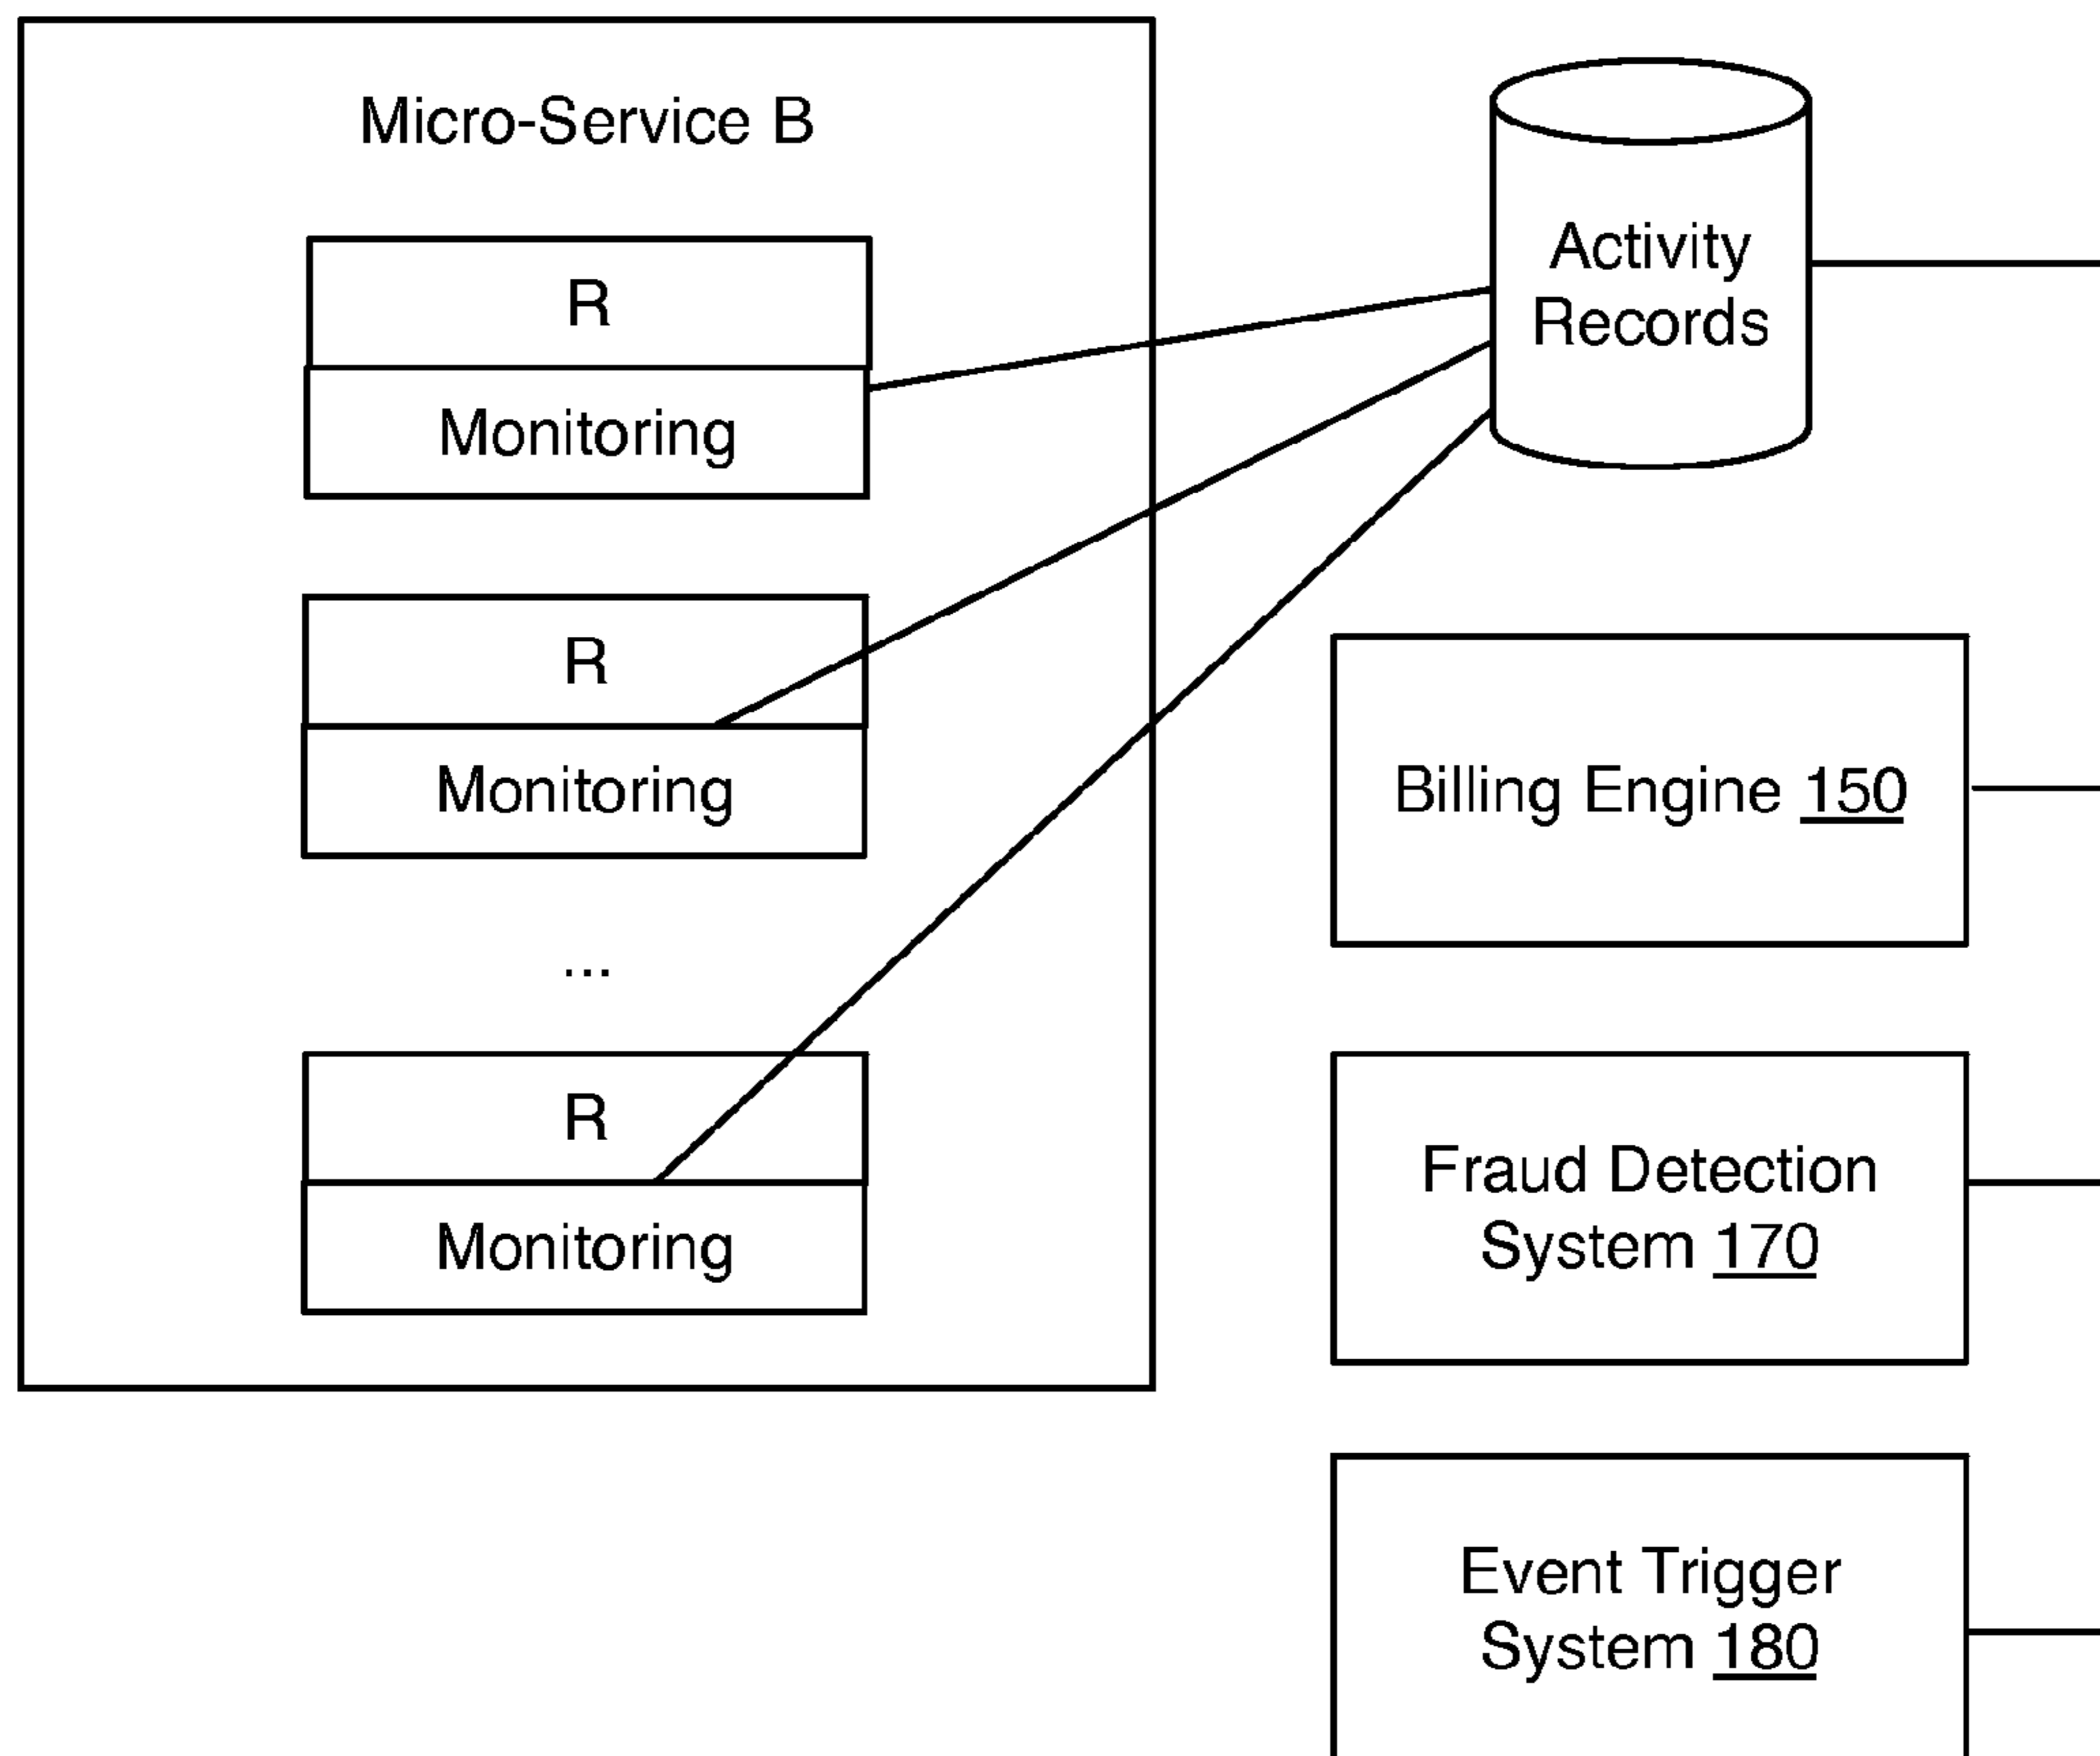 Micro-Service B
R
Monitoring
R
Monitoring
...
R
Monitoring
Activity
Records
Billing Engine 150
Fraud Detection
System 170
Event Trigger
System 180